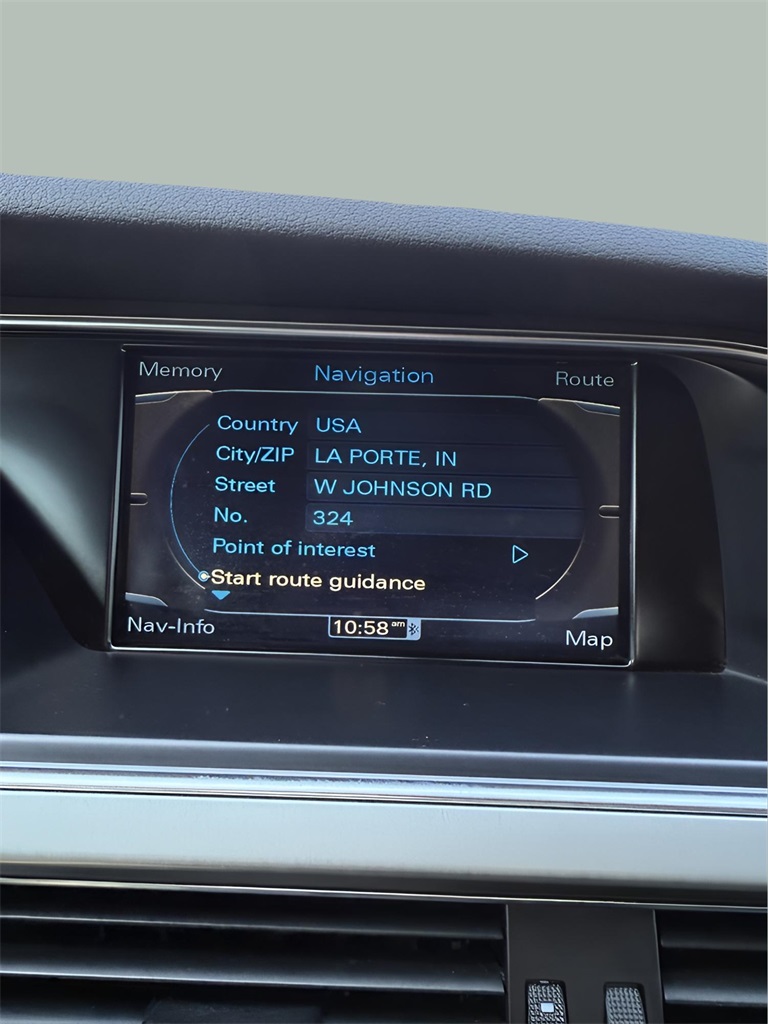 Memory Navigation Route
Country USA
City/ZIP LA PORTE, IN
Street W JOHNSON RD
No. 324
Point of interest
Start route guidance
Nav-Info 10:58 am Map